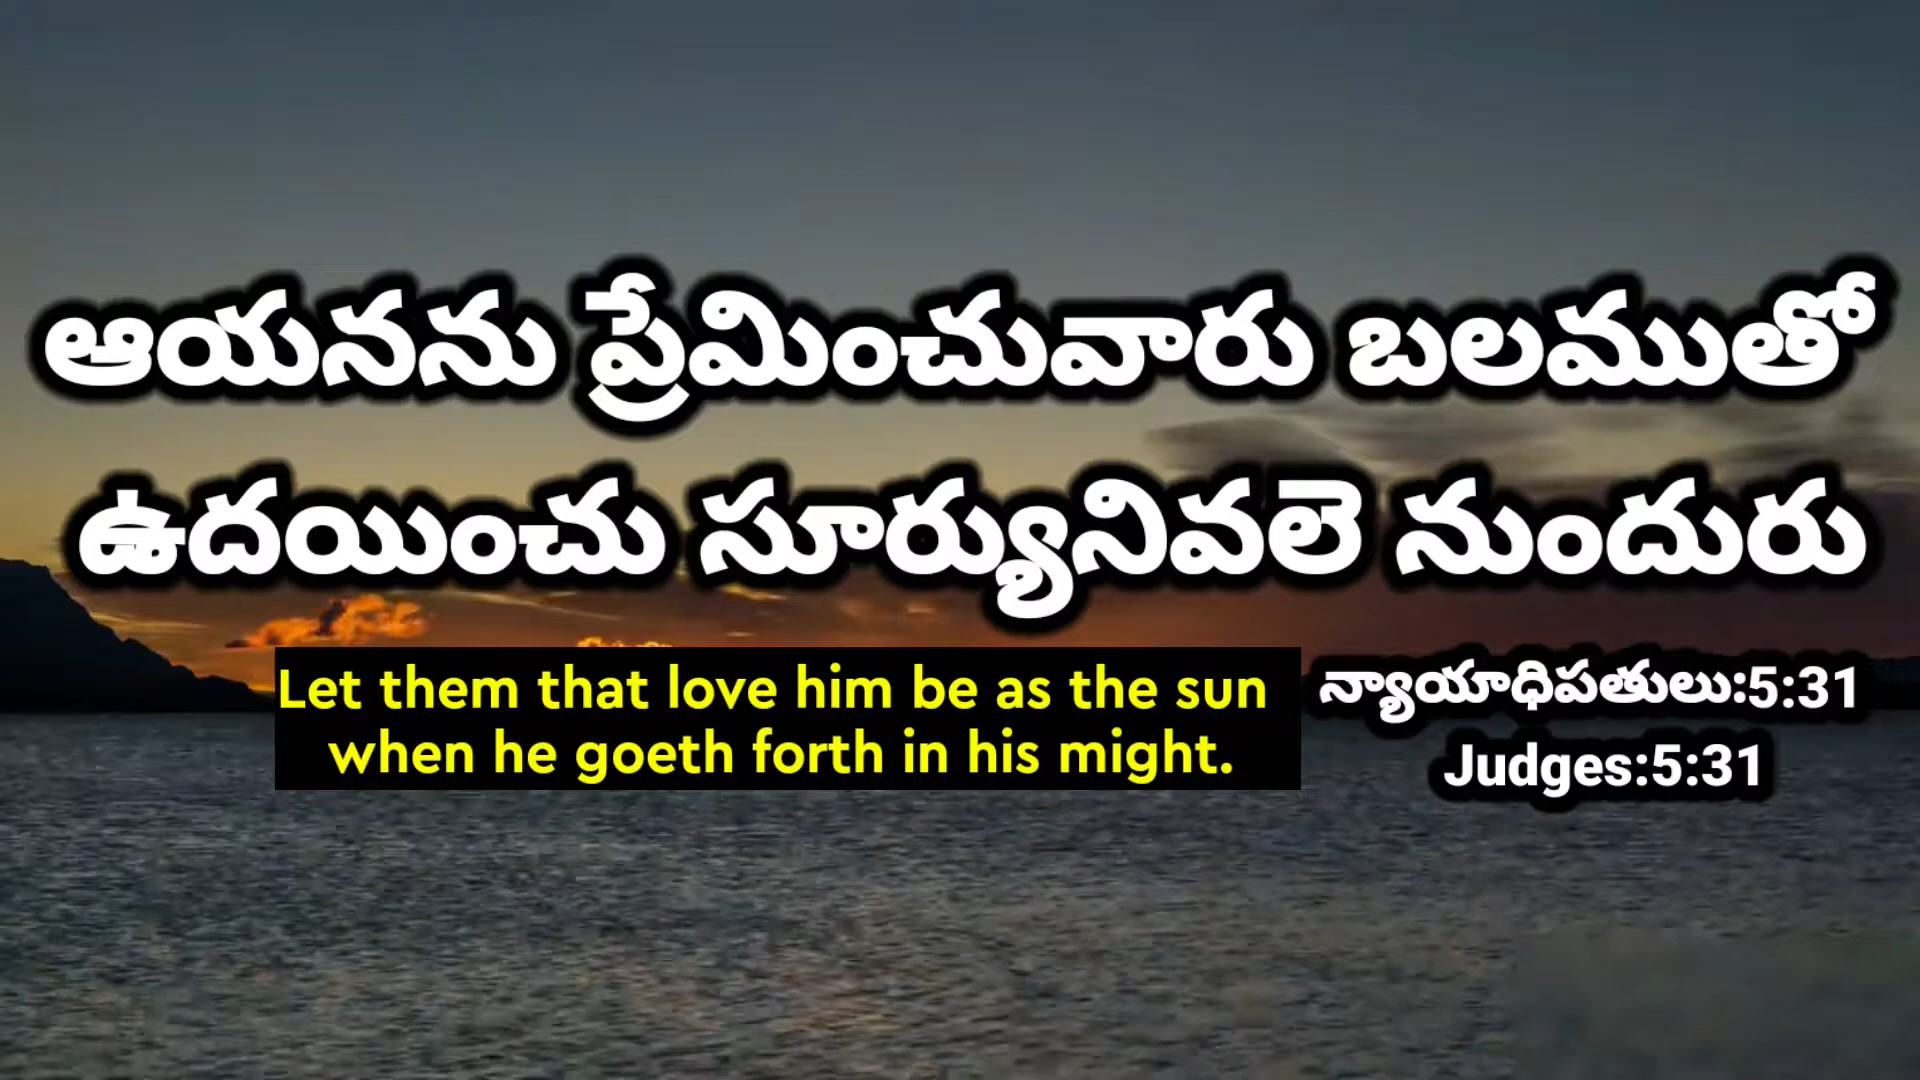 ఆయనను ప్రేమించువారు బలముతో
ఉదయించు సూర్యునివలె నుందురు
Let them that love him be as the sun
when he goeth forth in his might.
న్యాయాధిపతులు:5:31
Judges:5:31